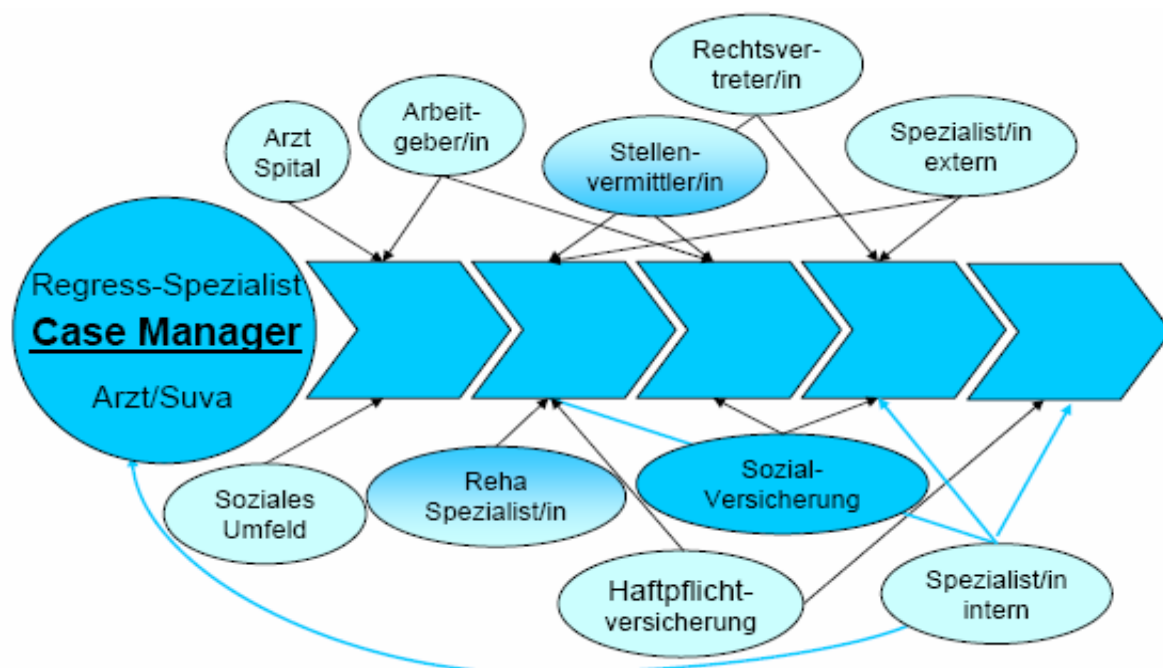 Rechtsver-
treter/in
Arbeit-
geber/in
Spezialist/in
extern
Arzt
Spital
Stellen-
vermittler/in
Regress-Spezialist
Case Manager
Arzt/Suva
Soziales
Umfeld
Reha
Spezialist/in
Sozial-
Versicherung
Haftpflicht-
versicherung
Spezialist/in
intern